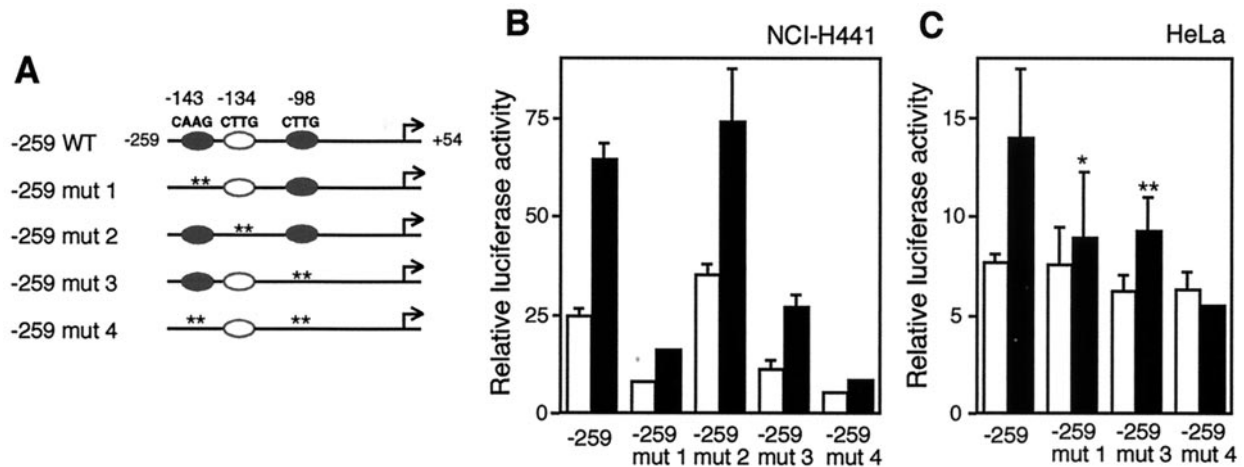 A
-143 -134 -98
CAAG CTTG CTTG
-259 WT -259 +54
-259 mut 1 **
-259 mut 2 **
-259 mut 3 **
-259 mut 4 ** **
B
NCI-H441
Relative luciferase activity
75
50
25
0
-259 -259 -259 -259 -259
mut 1 mut 2 mut 3 mut 4
C
HeLa
Relative luciferase activity
15
10
5
0
* **
-259 -259 -259 -259
mut 1 mut 3 mut 4